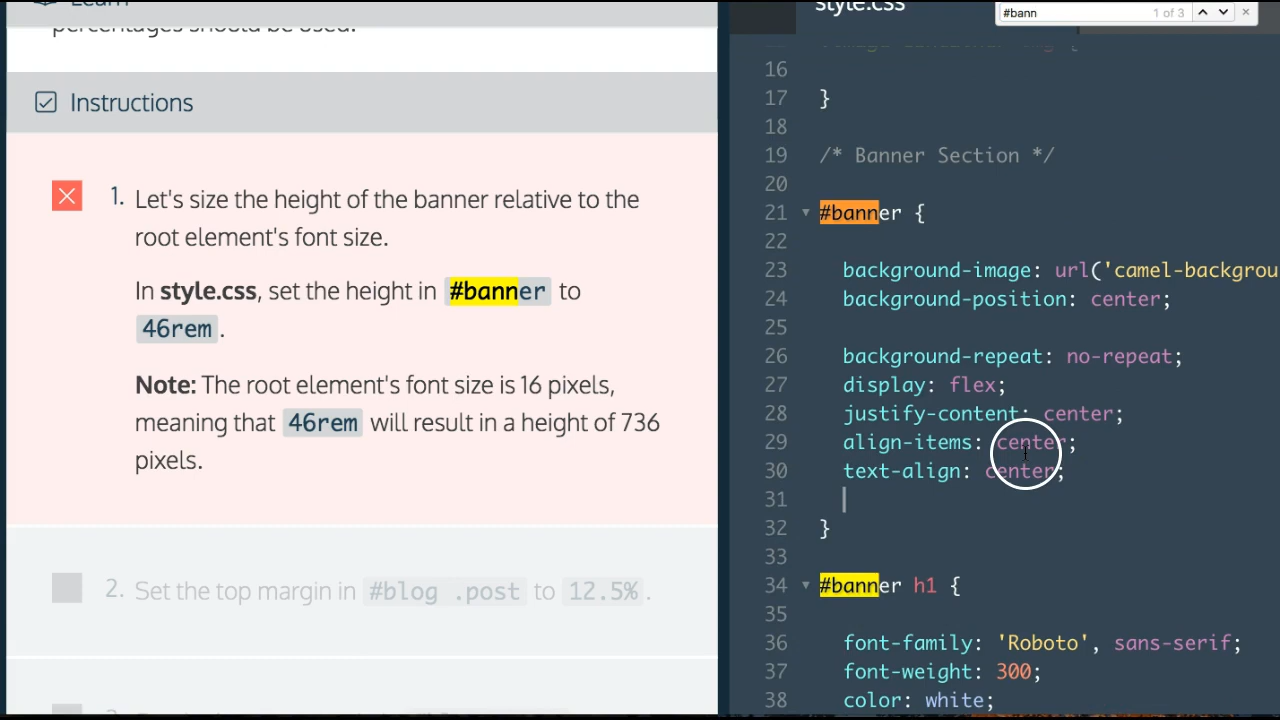 Learn
percentages should be used.
Instructions
1. Let's size the height of the banner relative to the
root element's font size.
In style.css, set the height in #banner to
46rem.
Note: The root element's font size is 16 pixels,
meaning that 46rem will result in a height of 736
pixels.
2. Set the top margin in #blog .post to 12.5%.
style.css
#bann 1 of 3
16
17 }
18
19 /* Banner Section */
20
21 #banner {
22
23 background-image: url('camel-backgrou
24 background-position: center;
25
26 background-repeat: no-repeat;
27 display: flex;
28 justify-content: center;
29 align-items: center;
30 text-align: center;
31
32 }
33
34 #banner h1 {
35
36 font-family: 'Roboto', sans-serif;
37 font-weight: 300;
38 color: white;